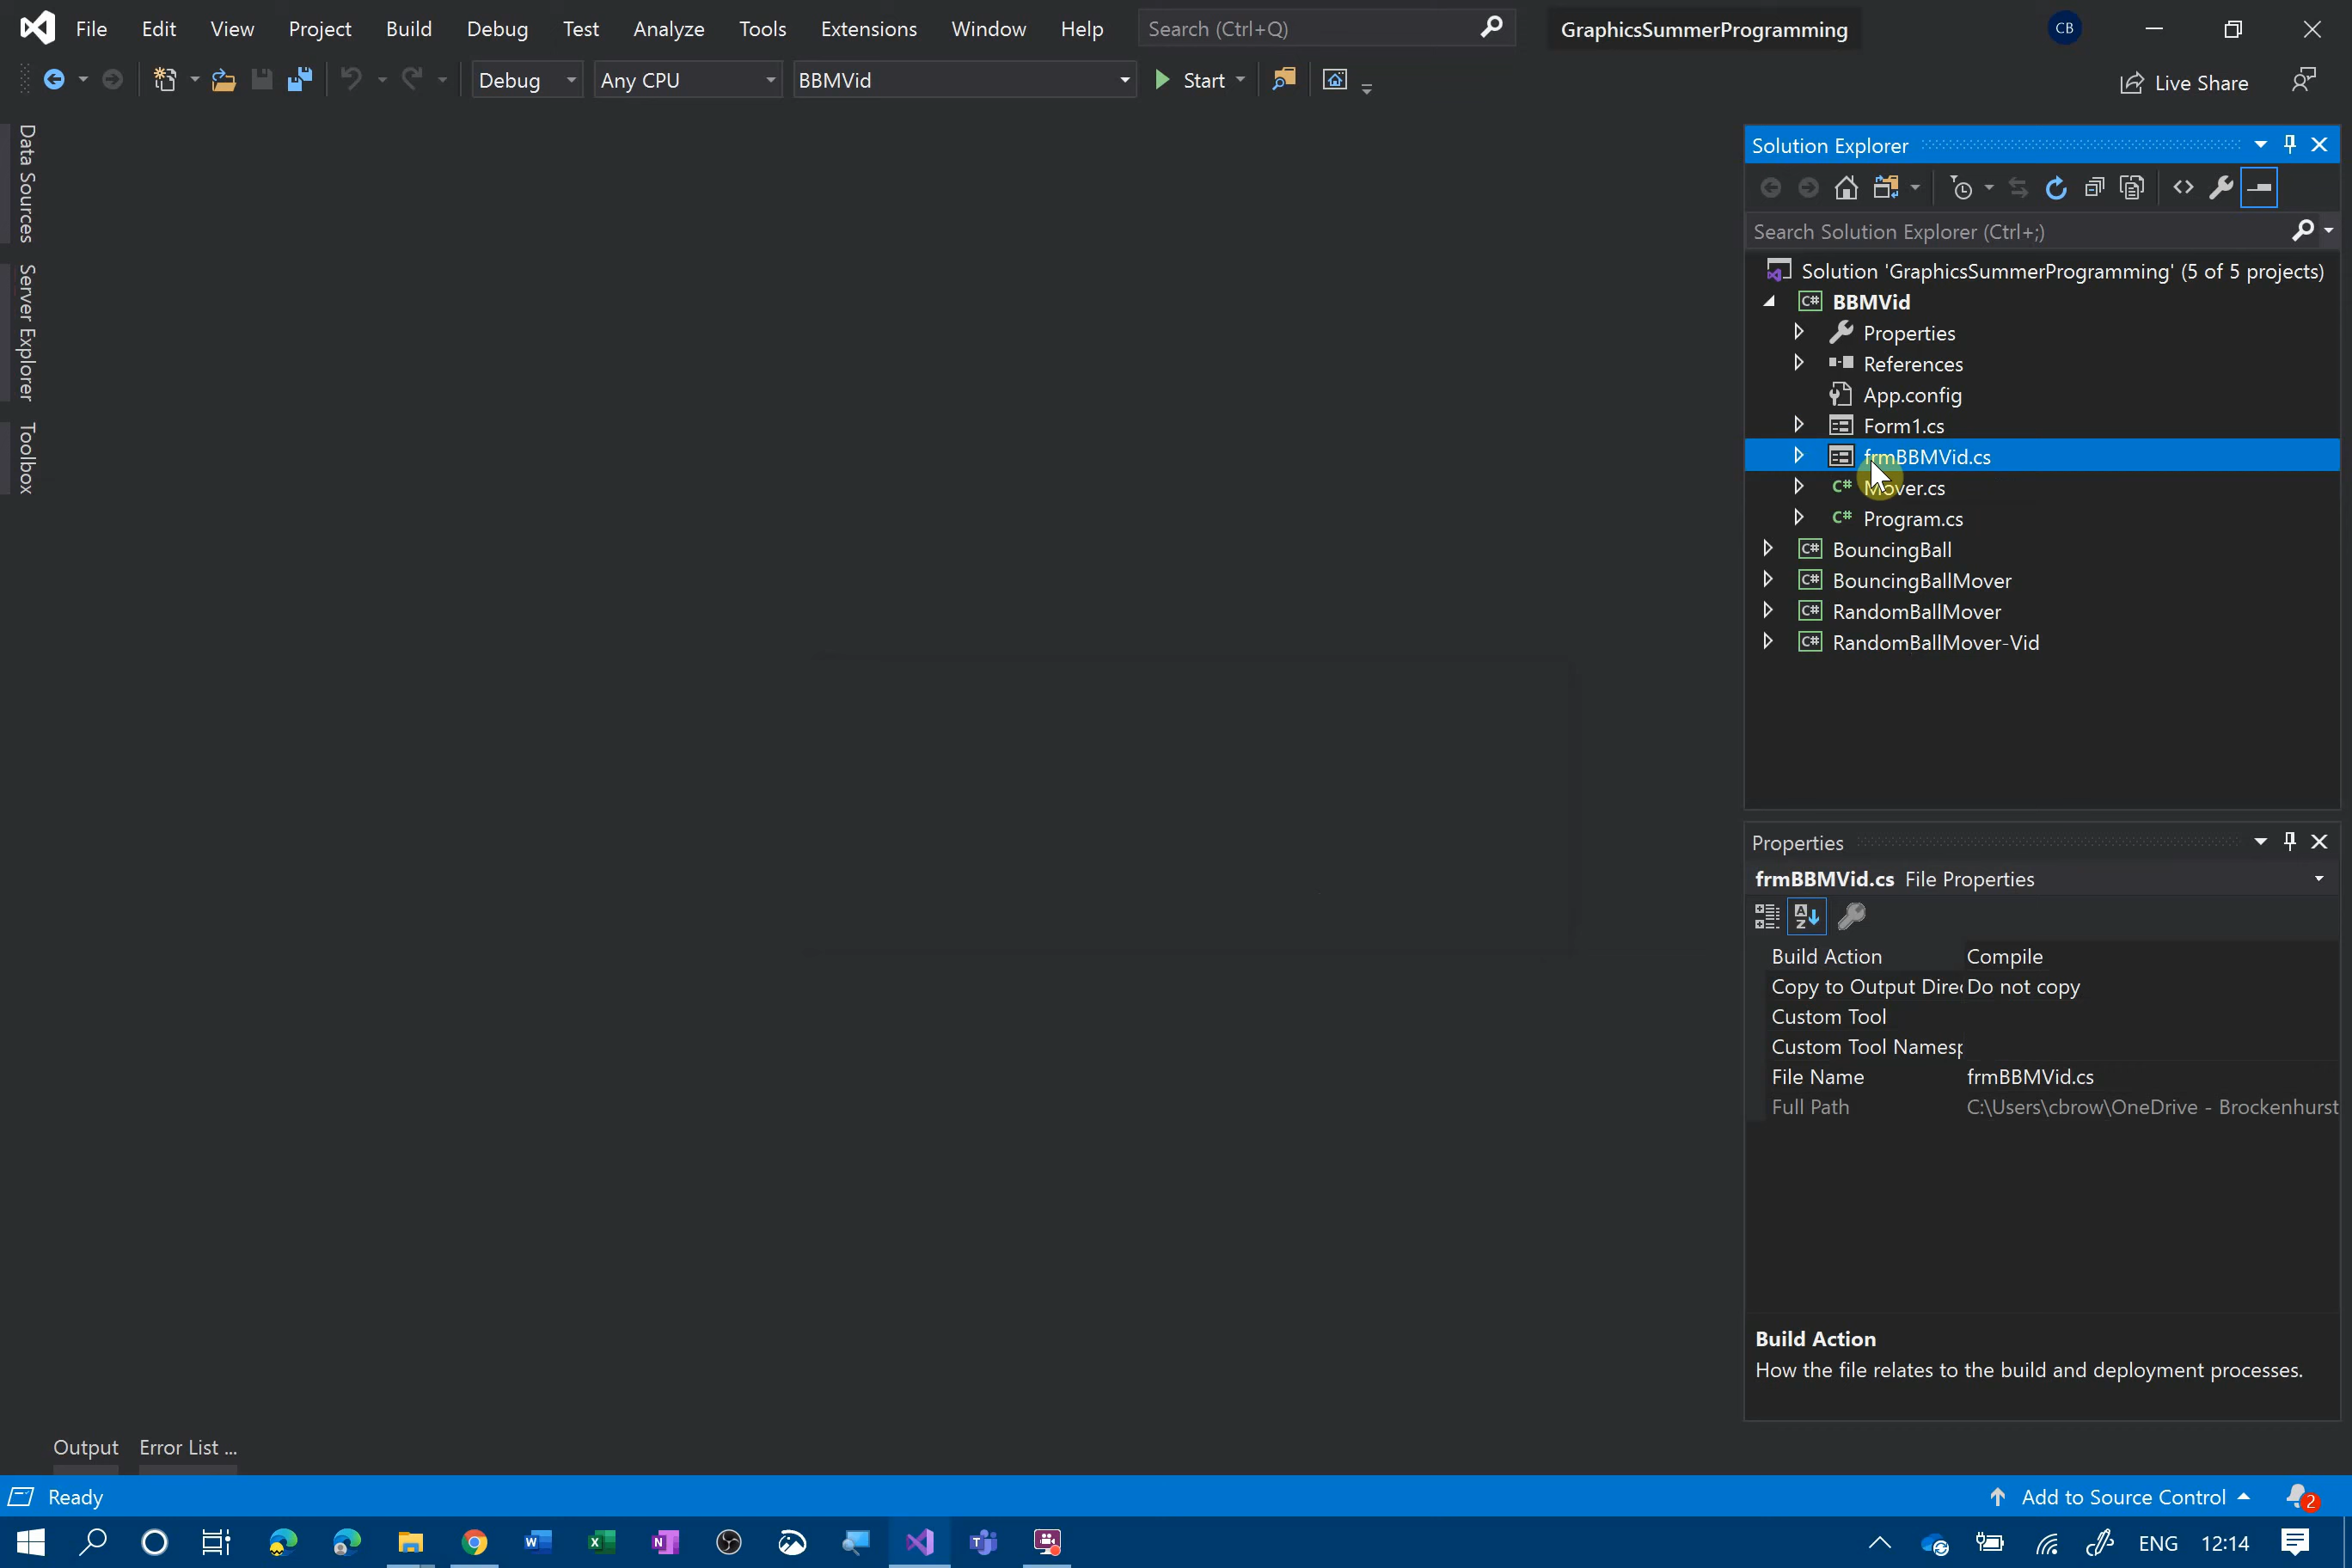 File Edit View Project Build Debug Test Analyze Tools Extensions Window Help Search (Ctrl+Q) GraphicsSummerProgramming CB
Debug Any CPU BBMVid Start Live Share
Data Sources
Server Explorer
Toolbox
Solution Explorer
Search Solution Explorer (Ctrl+;)
Solution 'GraphicsSummerProgramming' (5 of 5 projects)
C# BBMVid
Properties
References
App.config
Form1.cs
frmBBMVid.cs
C# Mover.cs
C# Program.cs
C# BouncingBall
C# BouncingBallMover
C# RandomBallMover
C# RandomBallMover-Vid
Properties
frmBBMVid.cs File Properties
Build Action Compile
Copy to Output Direc Do not copy
Custom Tool
Custom Tool Namesp
File Name frmBBMVid.cs
Full Path C:\Users\cbrow\OneDrive - Brockenhurst
Build Action
How the file relates to the build and deployment processes.
Output Error List ...
Ready Add to Source Control 2
ENG 12:14